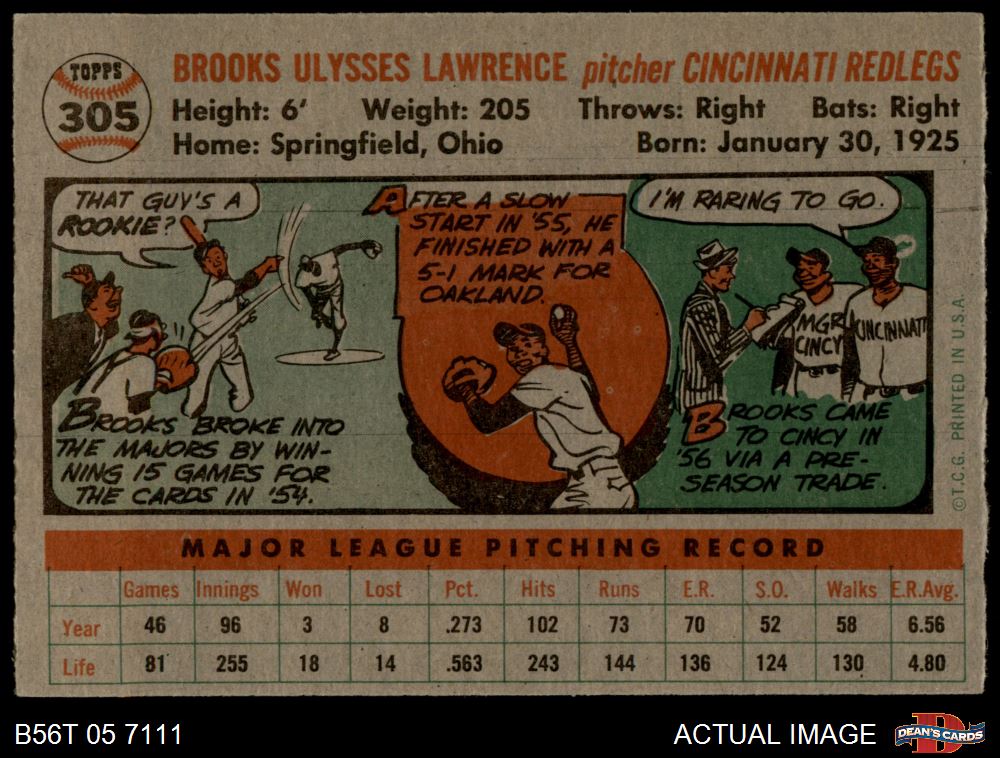 TOPPS
305
BROOKS ULYSSES LAWRENCE pitcher CINCINNATI REDLEGS
Height: 6' Weight: 205 Throws: Right Bats: Right
Home: Springfield, Ohio Born: January 30, 1925
THAT GUY'S A
ROOKIE?
BROOKS BROKE INTO
THE MAJORS BY WIN-
NING 15 GAMES FOR
THE CARDS IN '54.
AFTER A SLOW
START IN '55, HE
FINISHED WITH A
5-1 MARK FOR
OAKLAND.
I'M RARING TO GO.
MGR
CINCY
CINCINNATI
BROOKS CAME
TO CINCY IN
'56 VIA A PRE-
SEASON TRADE.
©T.C.G. PRINTED IN U.S.A.
MAJOR LEAGUE PITCHING RECORD
Games Innings Won Lost Pct. Hits Runs E.R. S.O. Walks E.R.Avg.
Year 46 96 3 8 .273 102 73 70 52 58 6.56
Life 81 255 18 14 .563 243 144 136 124 130 4.80
B56T 05 7111
ACTUAL IMAGE
DEAN'S CARDS